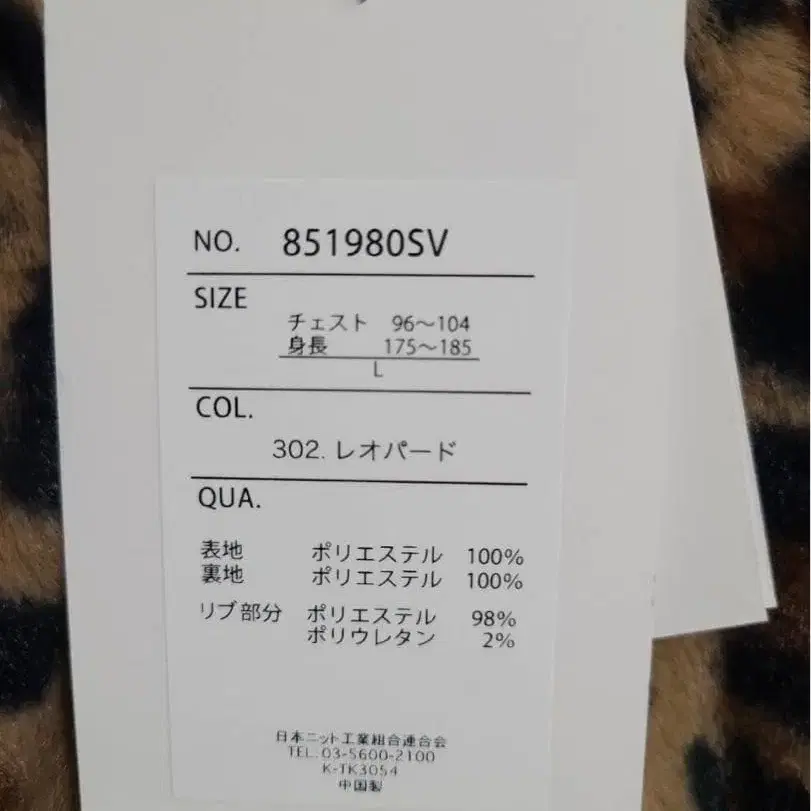 NO. 851980SV
SIZE
チェスト 96～104
身長 175～185
L
COL.
302. レオパード
QUA.
表地 ポリエステル 100%
裏地 ポリエステル 100%
リブ部分 ポリエステル 98%
ポリウレタン 2%
日本ニット工業組合連合会
TEL. 03-5600-2100
K-TK3054
中国製